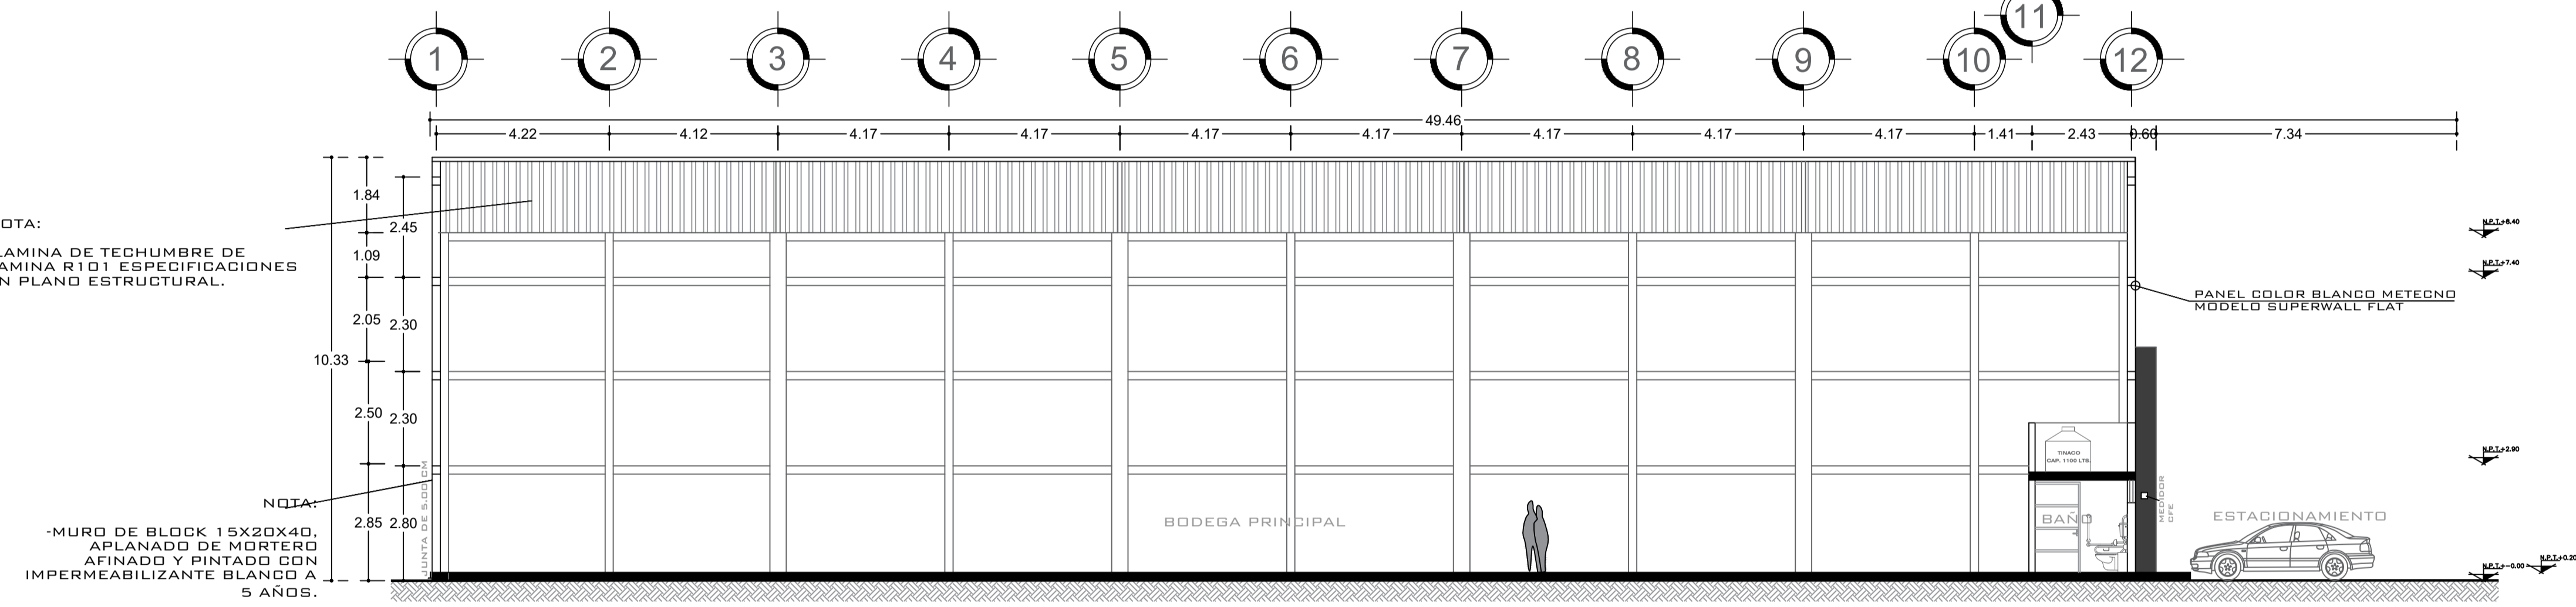 11
1 2 3 4 5 6 7 8 9 10 12
49.46
4.22 4.12 4.17 4.17 4.17 4.17 4.17 4.17 4.17 1.41 2.43 0.60 7.34
1.84
2.45
1.09
2.05
2.30
10.33
2.50
2.30
2.85
2.80
OTA:
LAMINA DE TECHUMBRE DE
AMINA R101 ESPECIFICACIONES
N PLANO ESTRUCTURAL.
NOTA:
-MURO DE BLOCK 15X20X40,
APLANADO DE MORTERO
AFINADO Y PINTADO CON
IMPERMEABILIZANTE BLANCO A
5 AÑOS.
JUNTA DE 5.00 CM
BODEGA PRINCIPAL
TINACO
CAP. 1100 LTS.
BAÑ
MEDIDOR
CFE
ESTACIONAMIENTO
PANEL COLOR BLANCO METECNO
MODELO SUPERWALL FLAT
N.P.T.+8.40
N.P.T.+7.40
N.P.T.+2.90
N.P.T.+-0.00
N.P.T.+0.20